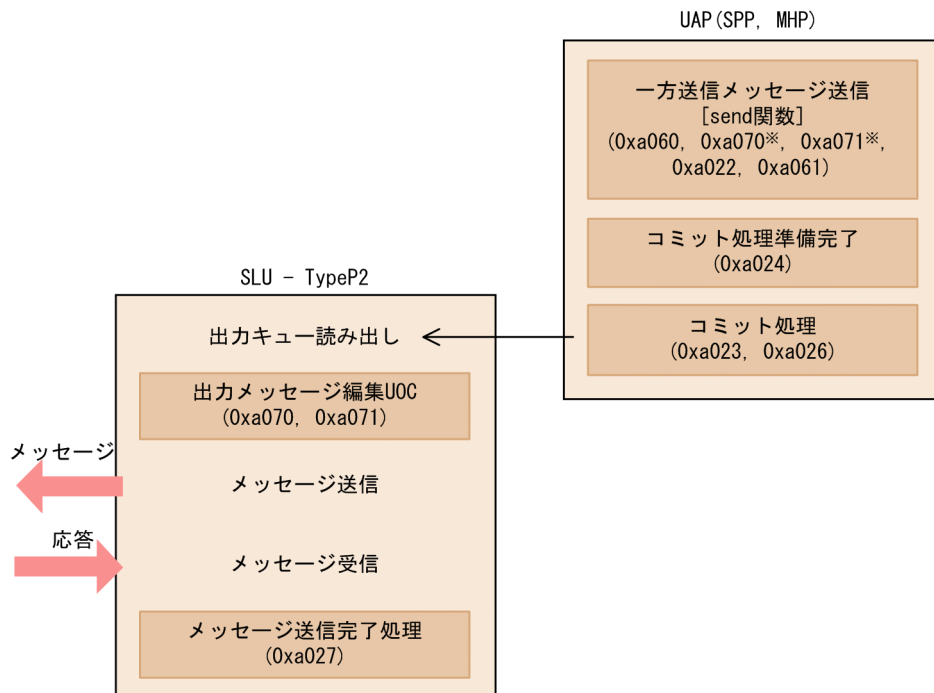 UAP(SPP, MHP)
一方送信メッセージ送信
[send関数]
(0xa060, 0xa070※, 0xa071※,
0xa022, 0xa061)
コミット処理準備完了
(0xa024)
コミット処理
(0xa023, 0xa026)
SLU - TypeP2
出力キュー読み出し
出力メッセージ編集UOC
(0xa070, 0xa071)
メッセージ
メッセージ送信
応答
メッセージ受信
メッセージ送信完了処理
(0xa027)